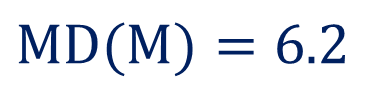 MD(M) = 6.2